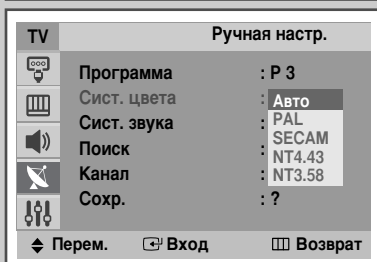 TV Ручная настр.
Программа : P 3
Сист. цвета : Авто
PAL
Сист. звука :
SECAM
Поиск :
NT4.43
Канал : NT3.58
Сохр. : ?
Перем. Вход Возврат